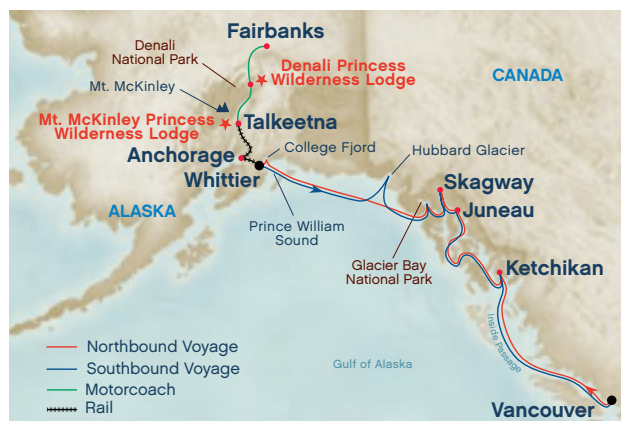 Fairbanks
Denali
National Park
Denali Princess
Wilderness Lodge
CANADA
Mt. McKinley
Mt. McKinley Princess
Wilderness Lodge
Talkeetna
College Fjord
Hubbard Glacier
Anchorage
Whittier
Skagway
ALASKA
Juneau
Prince William
Sound
Glacier Bay
National Park
Ketchikan
Inside Passage
Northbound Voyage
Southbound Voyage
Gulf of Alaska
Motorcoach
Rail
Vancouver